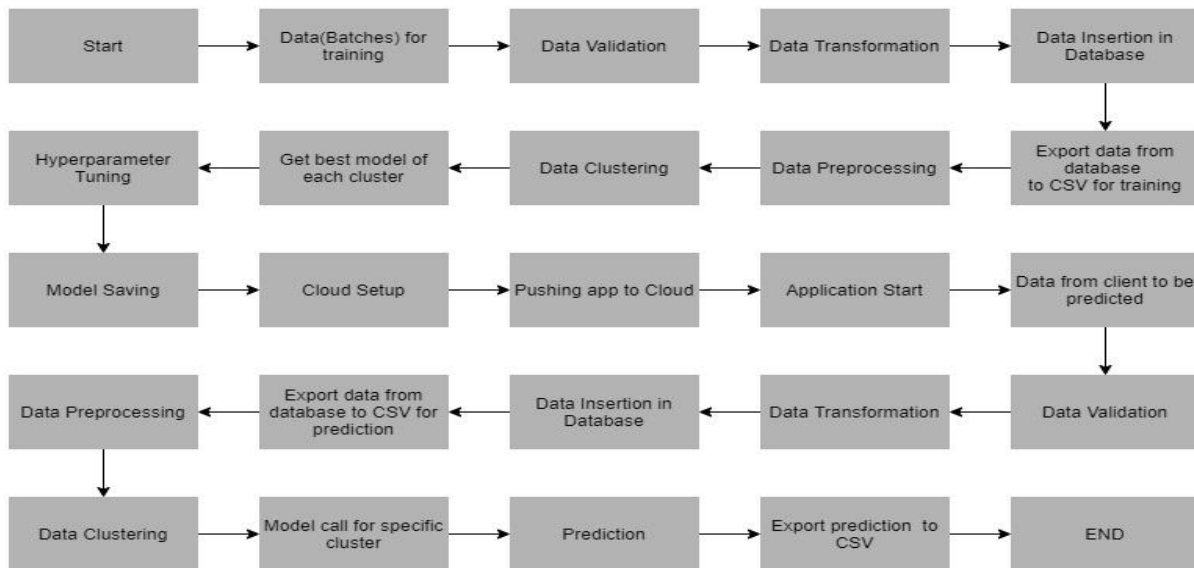 Start
Data(Batches) for
training
Data Validation
Data Transformation
Data Insertion in
Database
Hyperparameter
Tuning
Get best model of
each cluster
Data Clustering
Data Preprocessing
Export data from
database
to CSV for training
Model Saving
Cloud Setup
Pushing app to Cloud
Application Start
Data from client to be
predicted
Data Preprocessing
Export data from
database to CSV for
prediction
Data Insertion in
Database
Data Transformation
Data Validation
Data Clustering
Model call for specific
cluster
Prediction
Export prediction to
CSV
END